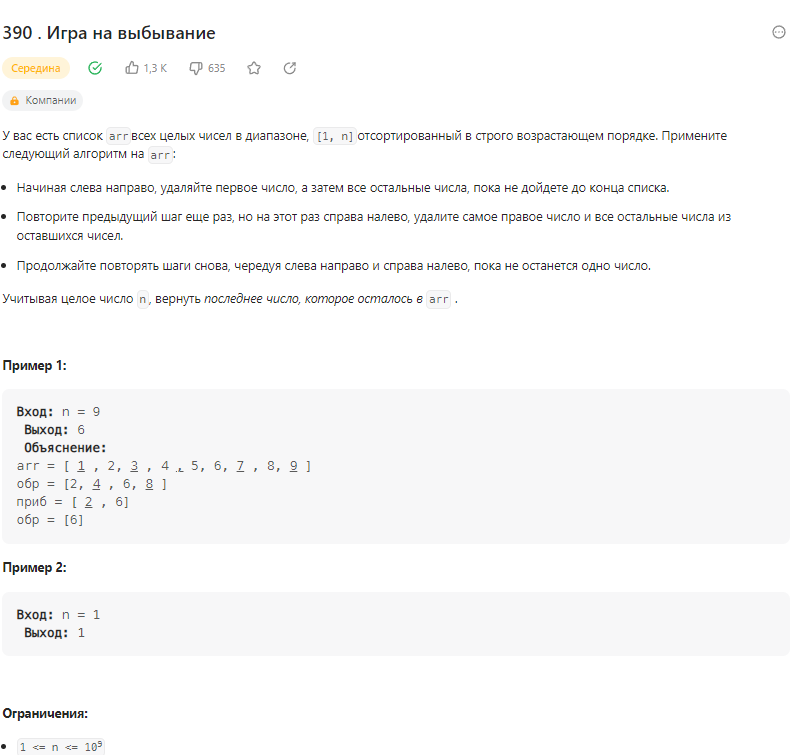 390 . Игра на выбывание
Середина 1,3 К 635
Компании
У вас есть список arr всех целых чисел в диапазоне, [1, n] отсортированный в строго возрастающем порядке. Примените
следующий алгоритм на arr:
• Начиная слева направо, удаляйте первое число, а затем все остальные числа, пока не дойдете до конца списка.
• Повторите предыдущий шаг еще раз, но на этот раз справа налево, удалите самое правое число и все остальные числа из
оставшихся чисел.
• Продолжайте повторять шаги снова, чередуя слева направо и справа налево, пока не останется одно число.
Учитывая целое число n, вернуть последнее число, которое осталось в arr .
Пример 1:
Вход: n = 9
Выход: 6
Объяснение:
arr = [ 1 , 2, 3 , 4 , 5, 6, 7 , 8, 9 ]
обр = [2, 4 , 6, 8 ]
приб = [ 2 , 6]
обр = [6]
Пример 2:
Вход: n = 1
Выход: 1
Ограничения:
• 1 <= n <= 10⁹